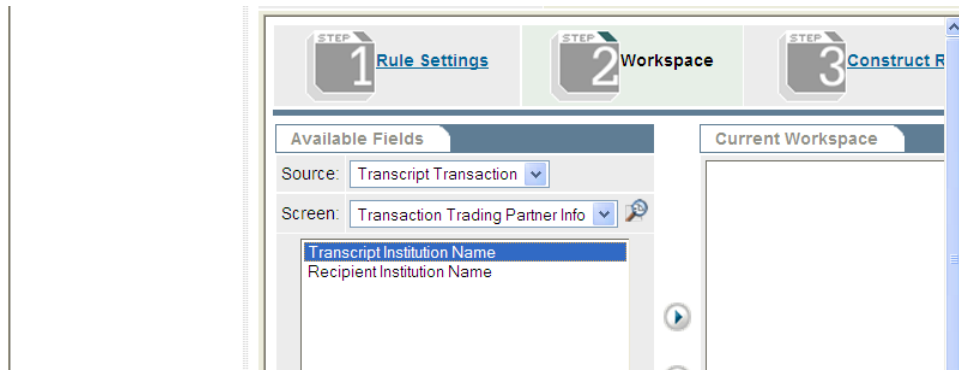 STEP 1 Rule Settings
STEP 2 Workspace
STEP 3 Construct R
Available Fields
Current Workspace
Source: Transcript Transaction
Screen: Transaction Trading Partner Info
Transcript Institution Name
Recipient Institution Name